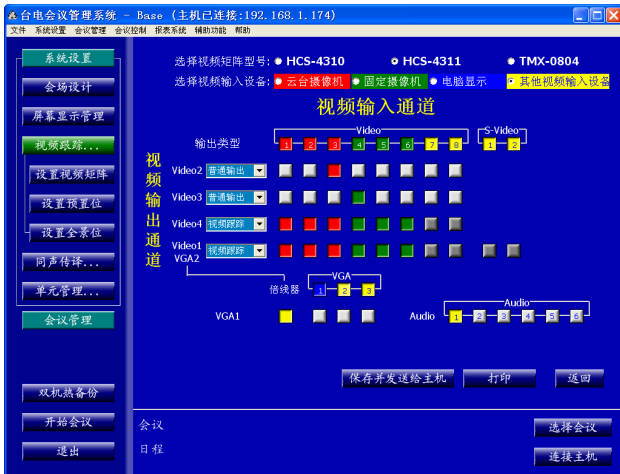 台电会议管理系统 - Base (主机已连接:192.168.1.174)
文件 系统设置 会议管理 会议控制 报表系统 辅助功能 帮助
系统设置
会场设计
屏幕显示管理
视频跟踪...
设置视频矩阵
设置预置位
设置全景位
同声传译...
单元管理...
会议管理
双机热备份
开始会议
退出
选择视频矩阵型号: HCS-4310 HCS-4311 TMX-0804
选择视频输入设备: 云台摄像机 固定摄像机 电脑显示 其他视频输入设备
视频输入通道
Video S-Video
输出类型 1 2 3 4 5 6 7 8 1 2
视频输出通道
Video2 普通输出
Video3 普通输出
Video4 视频跟踪
Video1 视频跟踪
VGA2
VGA
倍线器 1 2 3
VGA1
Audio
Audio 1 2 3 4 5 6
保存并发送给主机 打印 返回
会议 选择会议
日程 连接主机